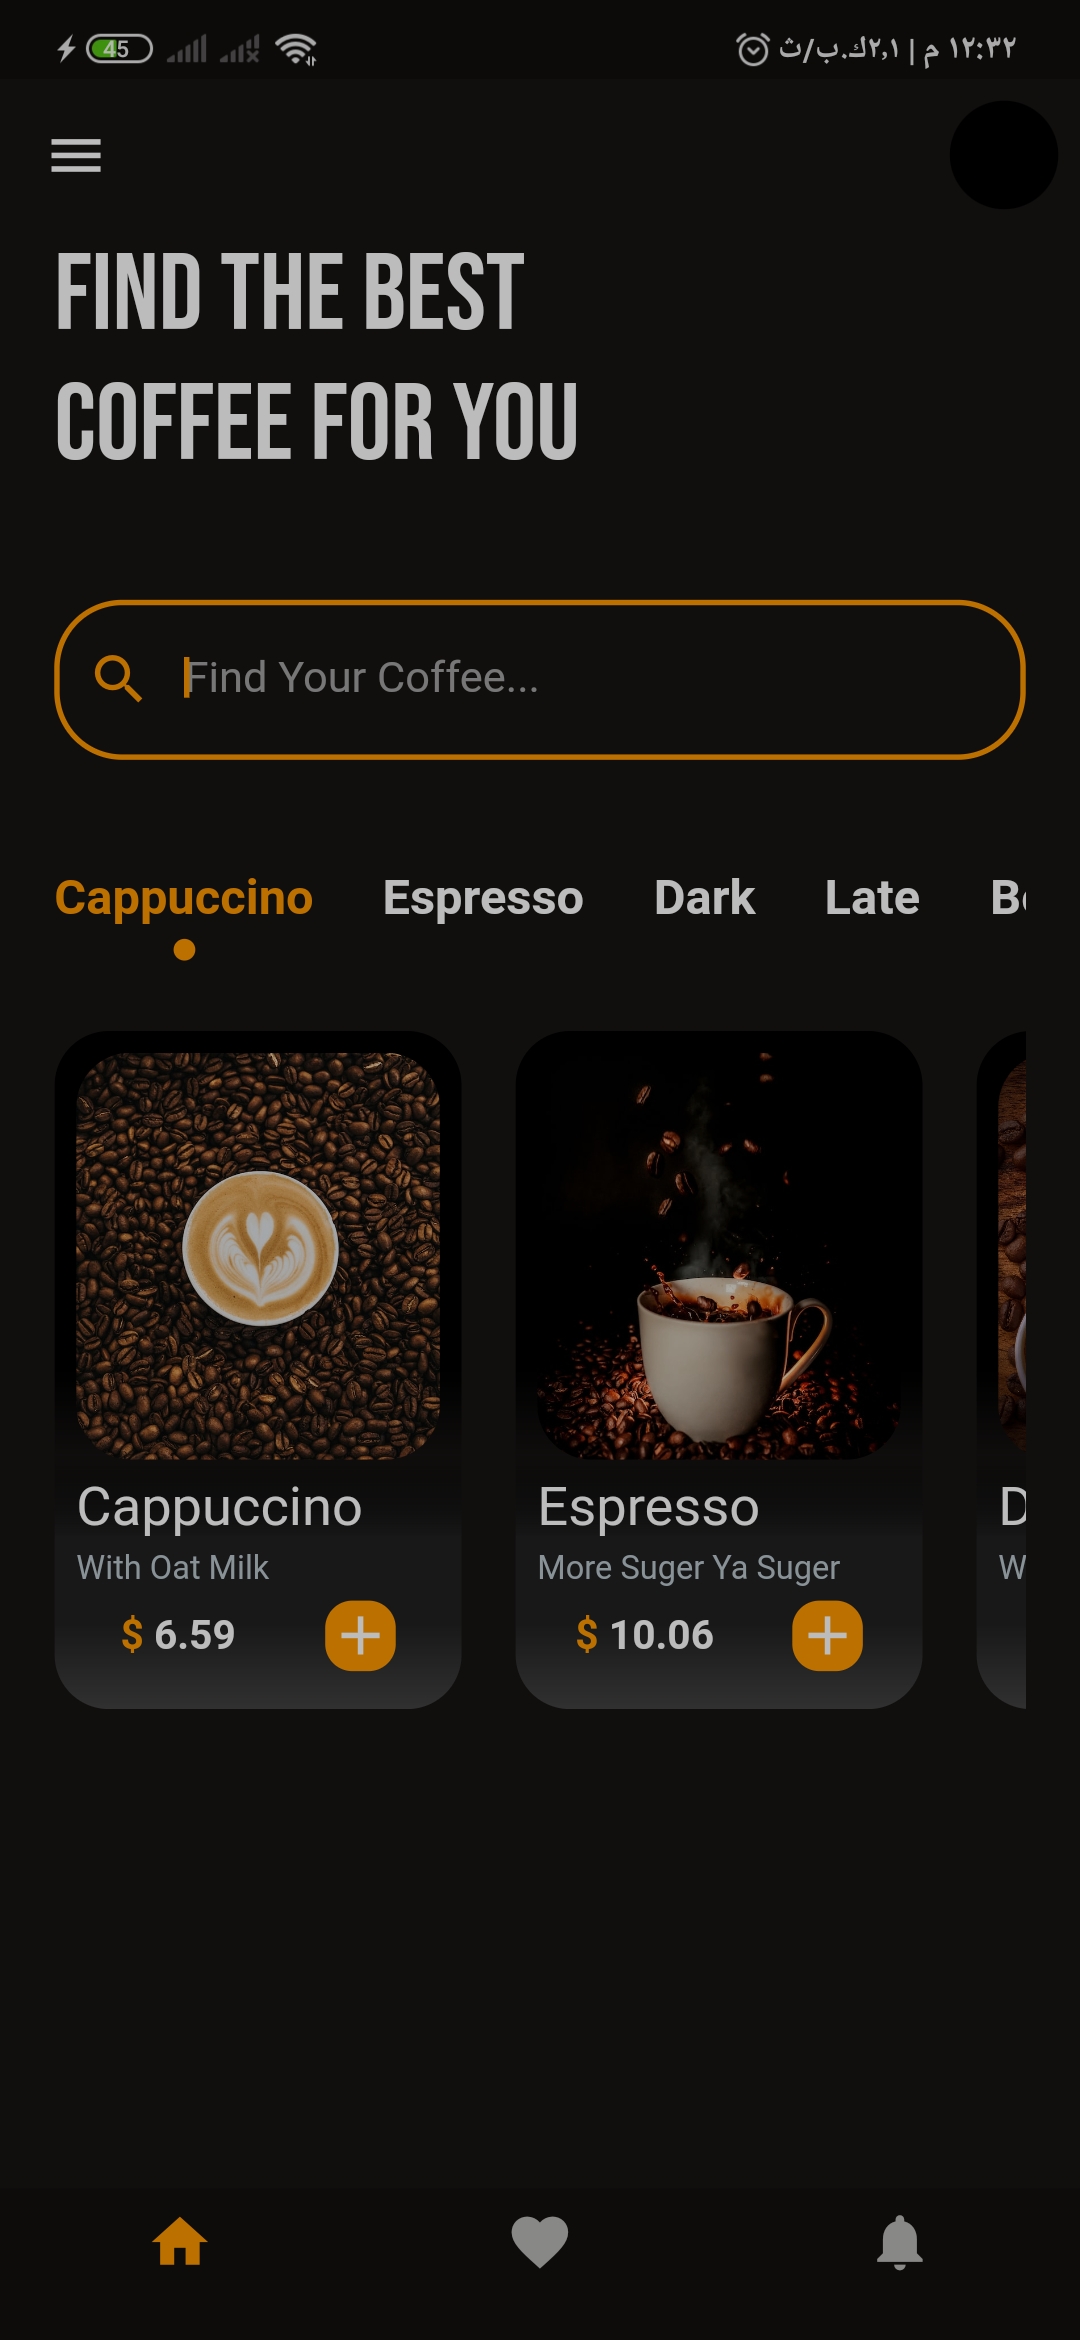 45
١٢:٣٢ م | ٢,١ك.ب/ث
FIND THE BEST
COFFEE FOR YOU
Find Your Coffee...
Cappuccino Espresso Dark Late
Cappuccino
With Oat Milk
$ 6.59
Espresso
More Suger Ya Suger
$ 10.06